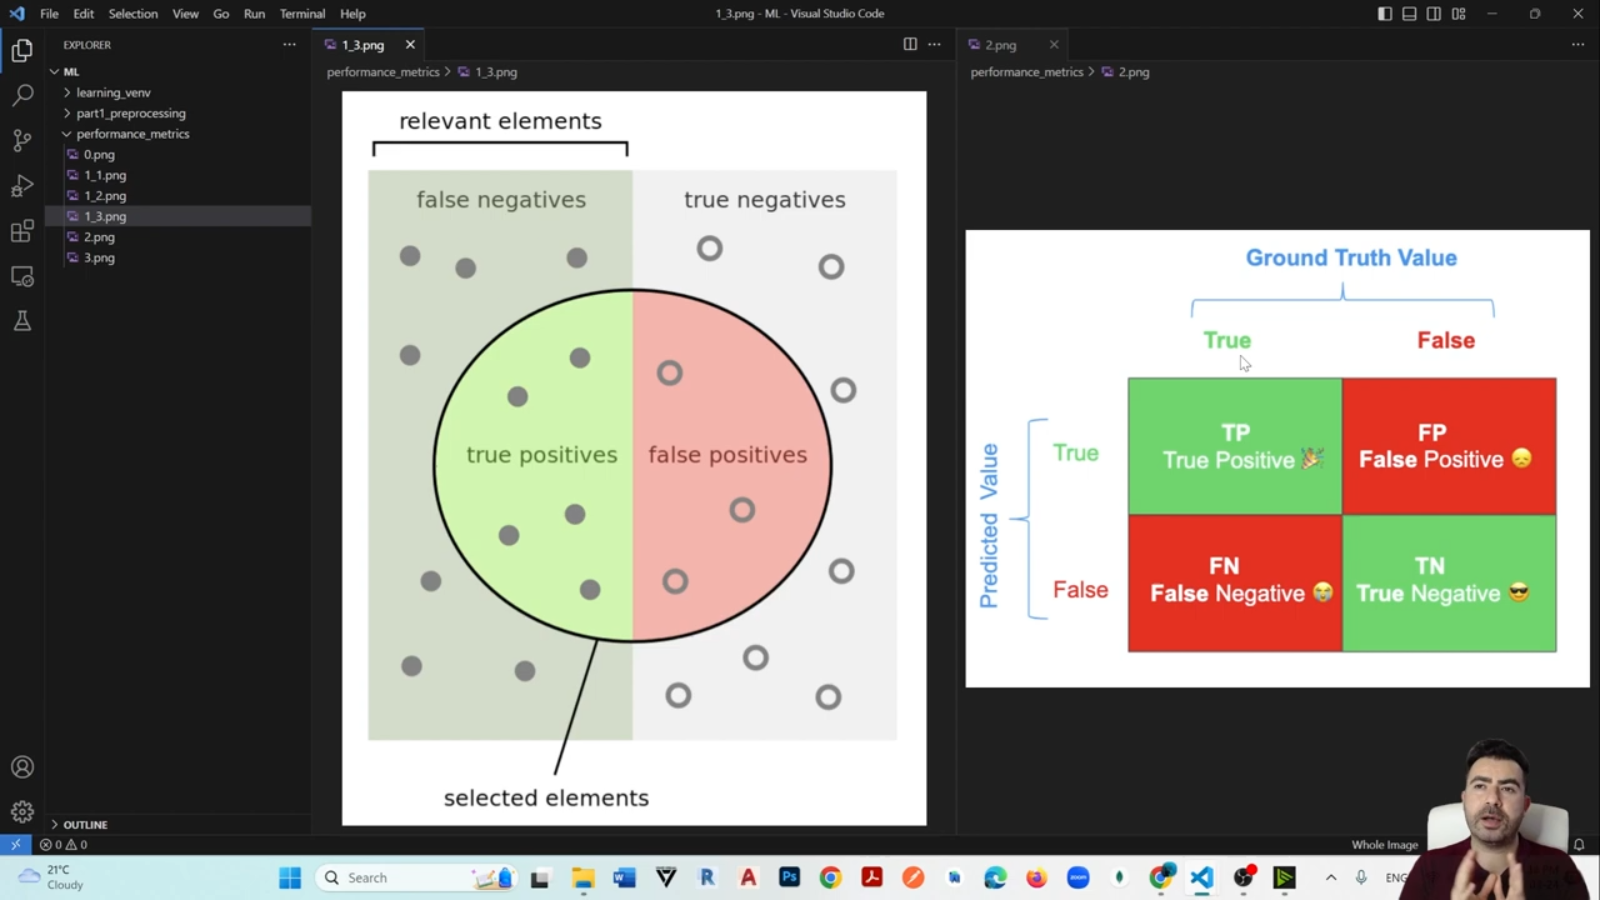 File Edit Selection View Go Run Terminal Help
1_3.png - ML - Visual Studio Code
EXPLORER
ML
learning_venv
part1_preprocessing
performance_metrics
0.png
1_1.png
1_2.png
1_3.png
2.png
3.png
OUTLINE
1_3.png
performance_metrics > 1_3.png
relevant elements
false negatives
true negatives
true positives
false positives
selected elements
2.png
performance_metrics > 2.png
Ground Truth Value
True
False
Predicted Value
True
False
TP
True Positive
FP
False Positive
FN
False Negative
TN
True Negative
0 0
Whole Image
21°C
Cloudy
Search
W
R
A
Ps
zoom
ENG